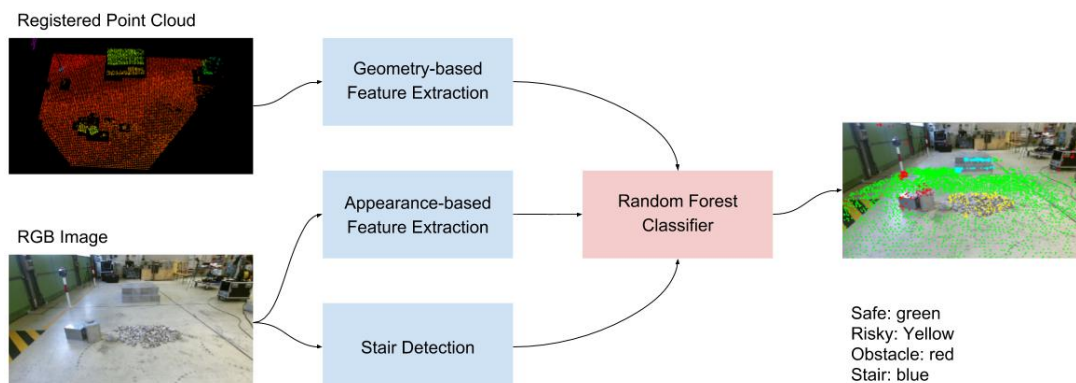 Registered Point Cloud
Geometry-based
Feature Extraction
Appearance-based
Feature Extraction
Random Forest
Classifier
RGB Image
Stair Detection
Safe: green
Risky: Yellow
Obstacle: red
Stair: blue